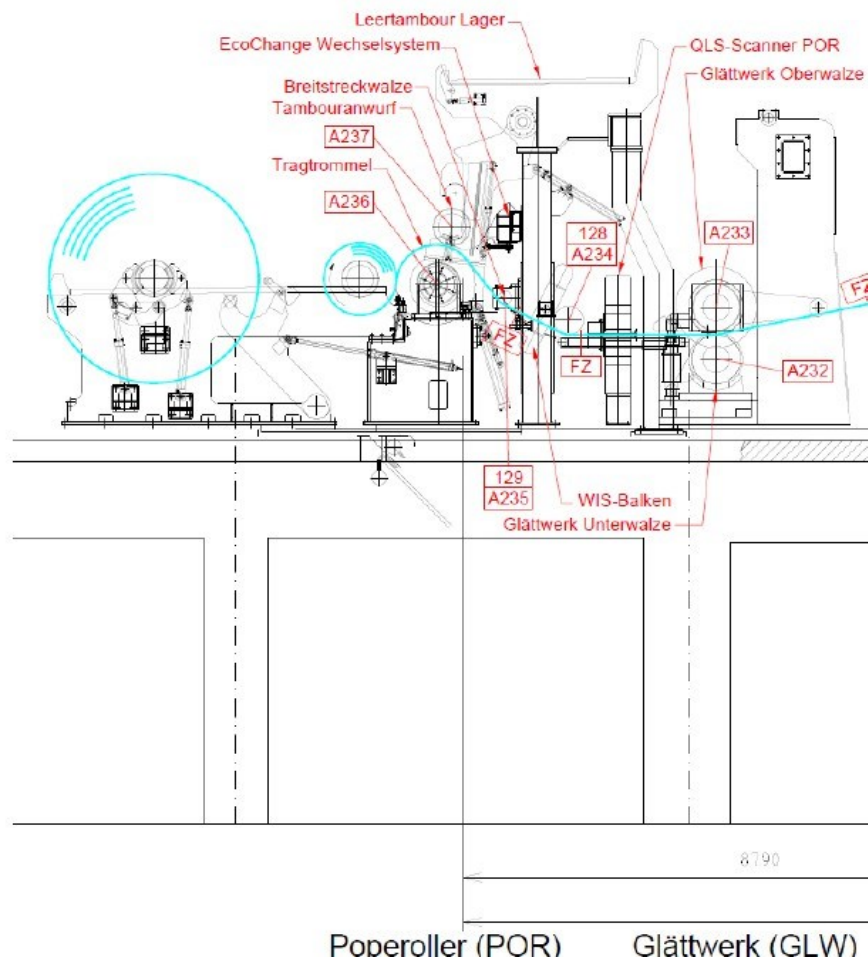 Leertambour Lager
EcoChange Wechselsystem
QLS-Scanner POR
Glättwerk Oberwalze
Breitstreckwalze
Tambouranwurf
A237
Tragtrommel
A236
128
A234
A233
FZ
FZ
FZ
A232
129
A235
WIS-Balken
Glättwerk Unterwalze
8790
Poperoller (POR)
Glättwerk (GLW)